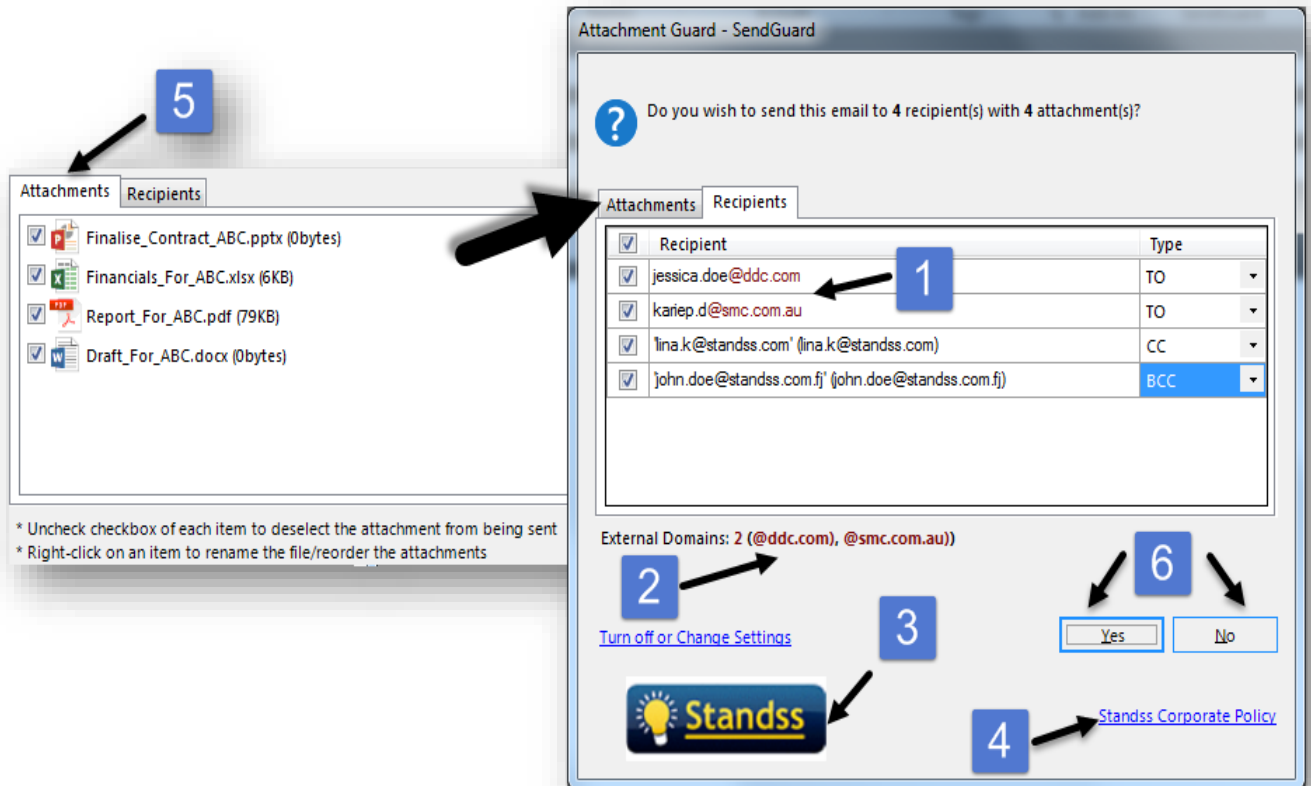 5
Attachments Recipients
Finalise_Contract_ABC.pptx (0bytes)
Financials_For_ABC.xlsx (6KB)
Report_For_ABC.pdf (79KB)
Draft_For_ABC.docx (0bytes)
* Uncheck checkbox of each item to deselect the attachment from being sent
* Right-click on an item to rename the file/reorder the attachments
Attachment Guard - SendGuard
Do you wish to send this email to 4 recipient(s) with 4 attachment(s)?
Attachments Recipients
Recipient Type
jessica.doe@ddc.com TO
1
kariep.d@smc.com.au TO
'lina.k@standss.com' (lina.k@standss.com) CC
'john.doe@standss.com.fj' (john.doe@standss.com.fj) BCC
External Domains: 2 (@ddc.com), @smc.com.au))
2
6
3
Turn off or Change Settings Yes No
Standss
4
Standss Corporate Policy